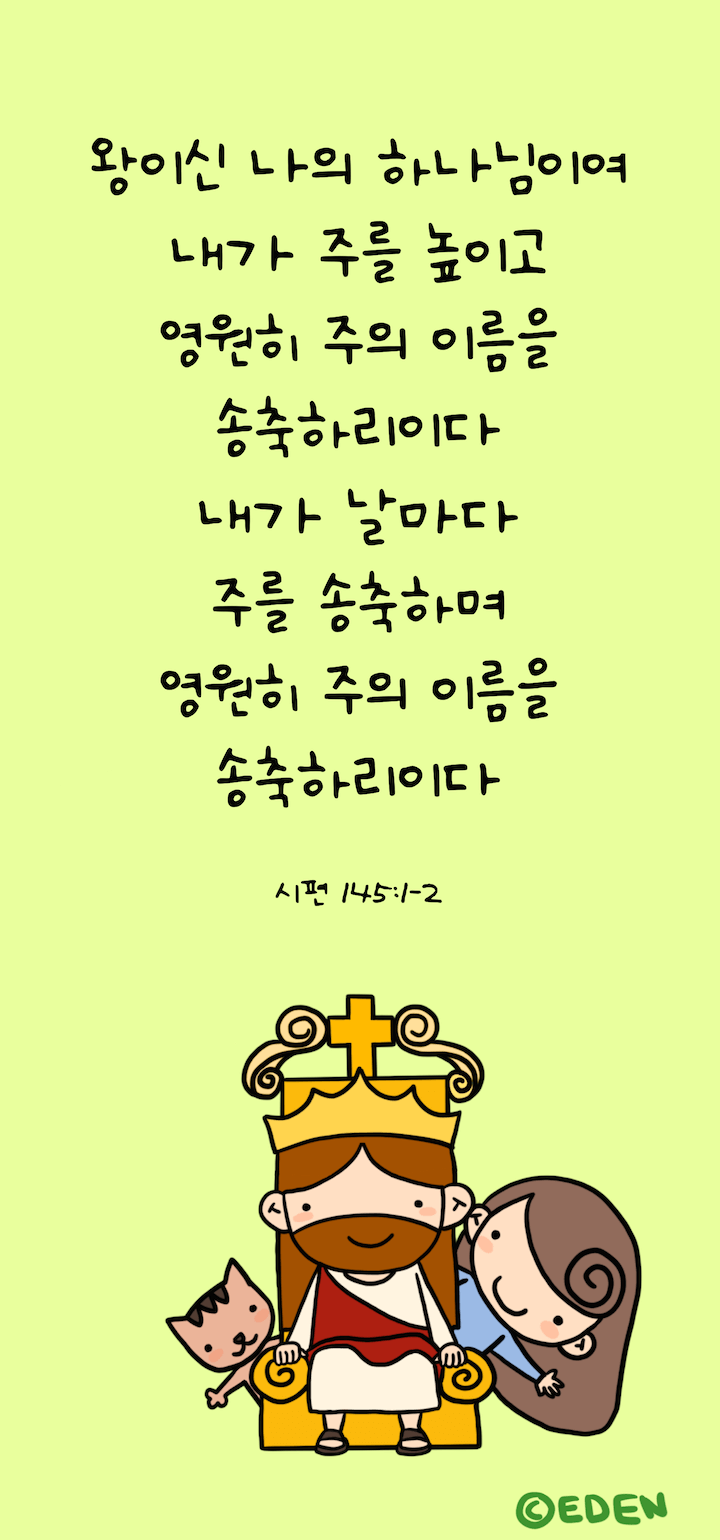 왕이신 나의 하나님이여
내가 주를 높이고
영원히 주의 이름을
송축하리이다
내가 날마다
주를 송축하며
영원히 주의 이름을
송축하리이다
시편 145:1-2
©EDEN